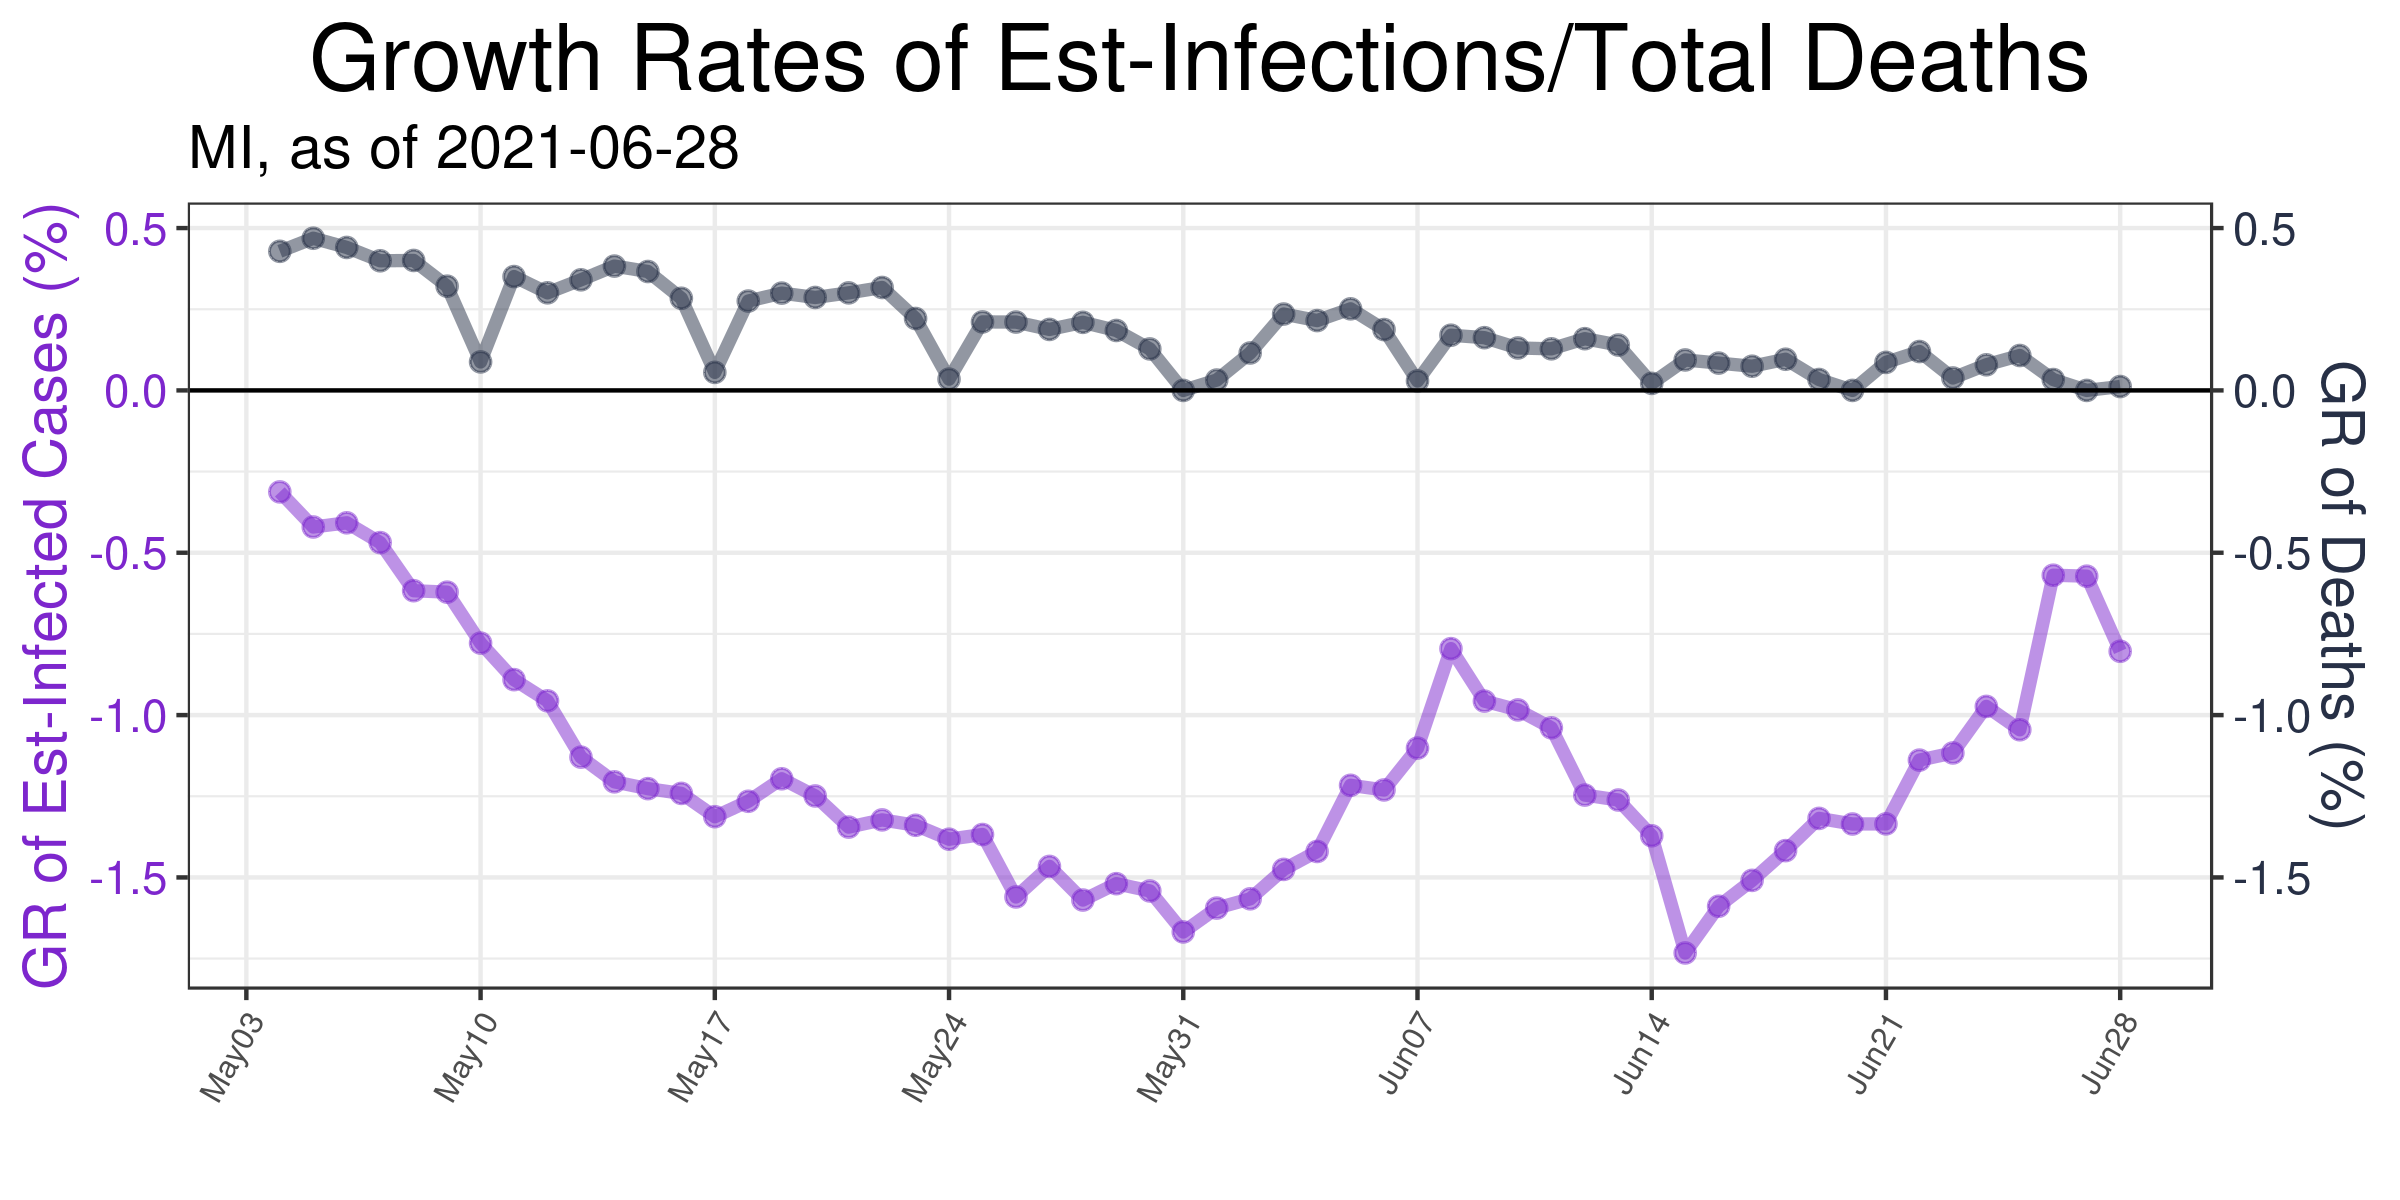 Growth Rates of Est-Infections/Total Deaths
MI, as of 2021-06-28
GR of Est-Infected Cases (%)
0.5
0.0
-0.5
-1.0
-1.5
0.5
0.0
-0.5
-1.0
-1.5
GR of Deaths (%)
May03
May10
May17
May24
May31
Jun07
Jun14
Jun21
Jun28